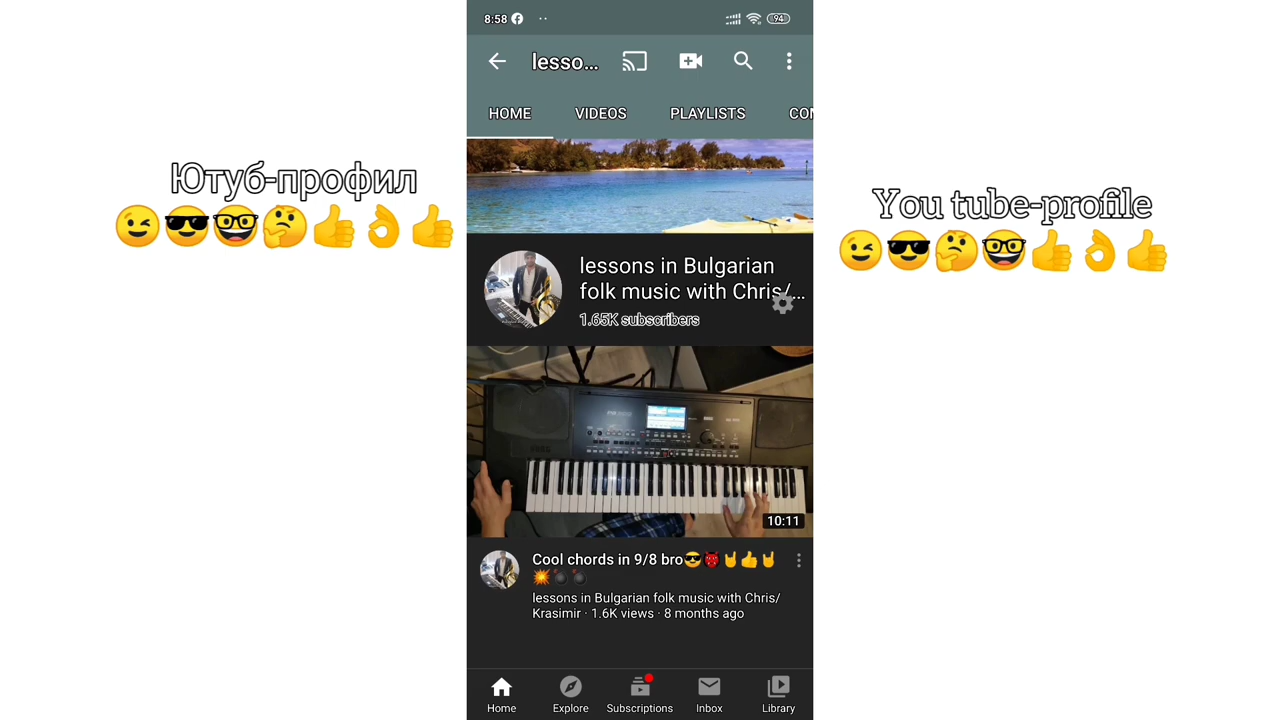 8:58
94
lesso...
HOME VIDEOS PLAYLISTS COM
Ютуб-профил
😉😎🤓🤔👍👌👍
You tube-profile
😉😎🤔🤓👍👌👍
lessons in Bulgarian
folk music with Chris/...
1.65K subscribers
10:11
Cool chords in 9/8 bro😎👹🤘👍🤘
💥💣💣
lessons in Bulgarian folk music with Chris/
Krasimir · 1.6K views · 8 months ago
Home Explore Subscriptions Inbox Library